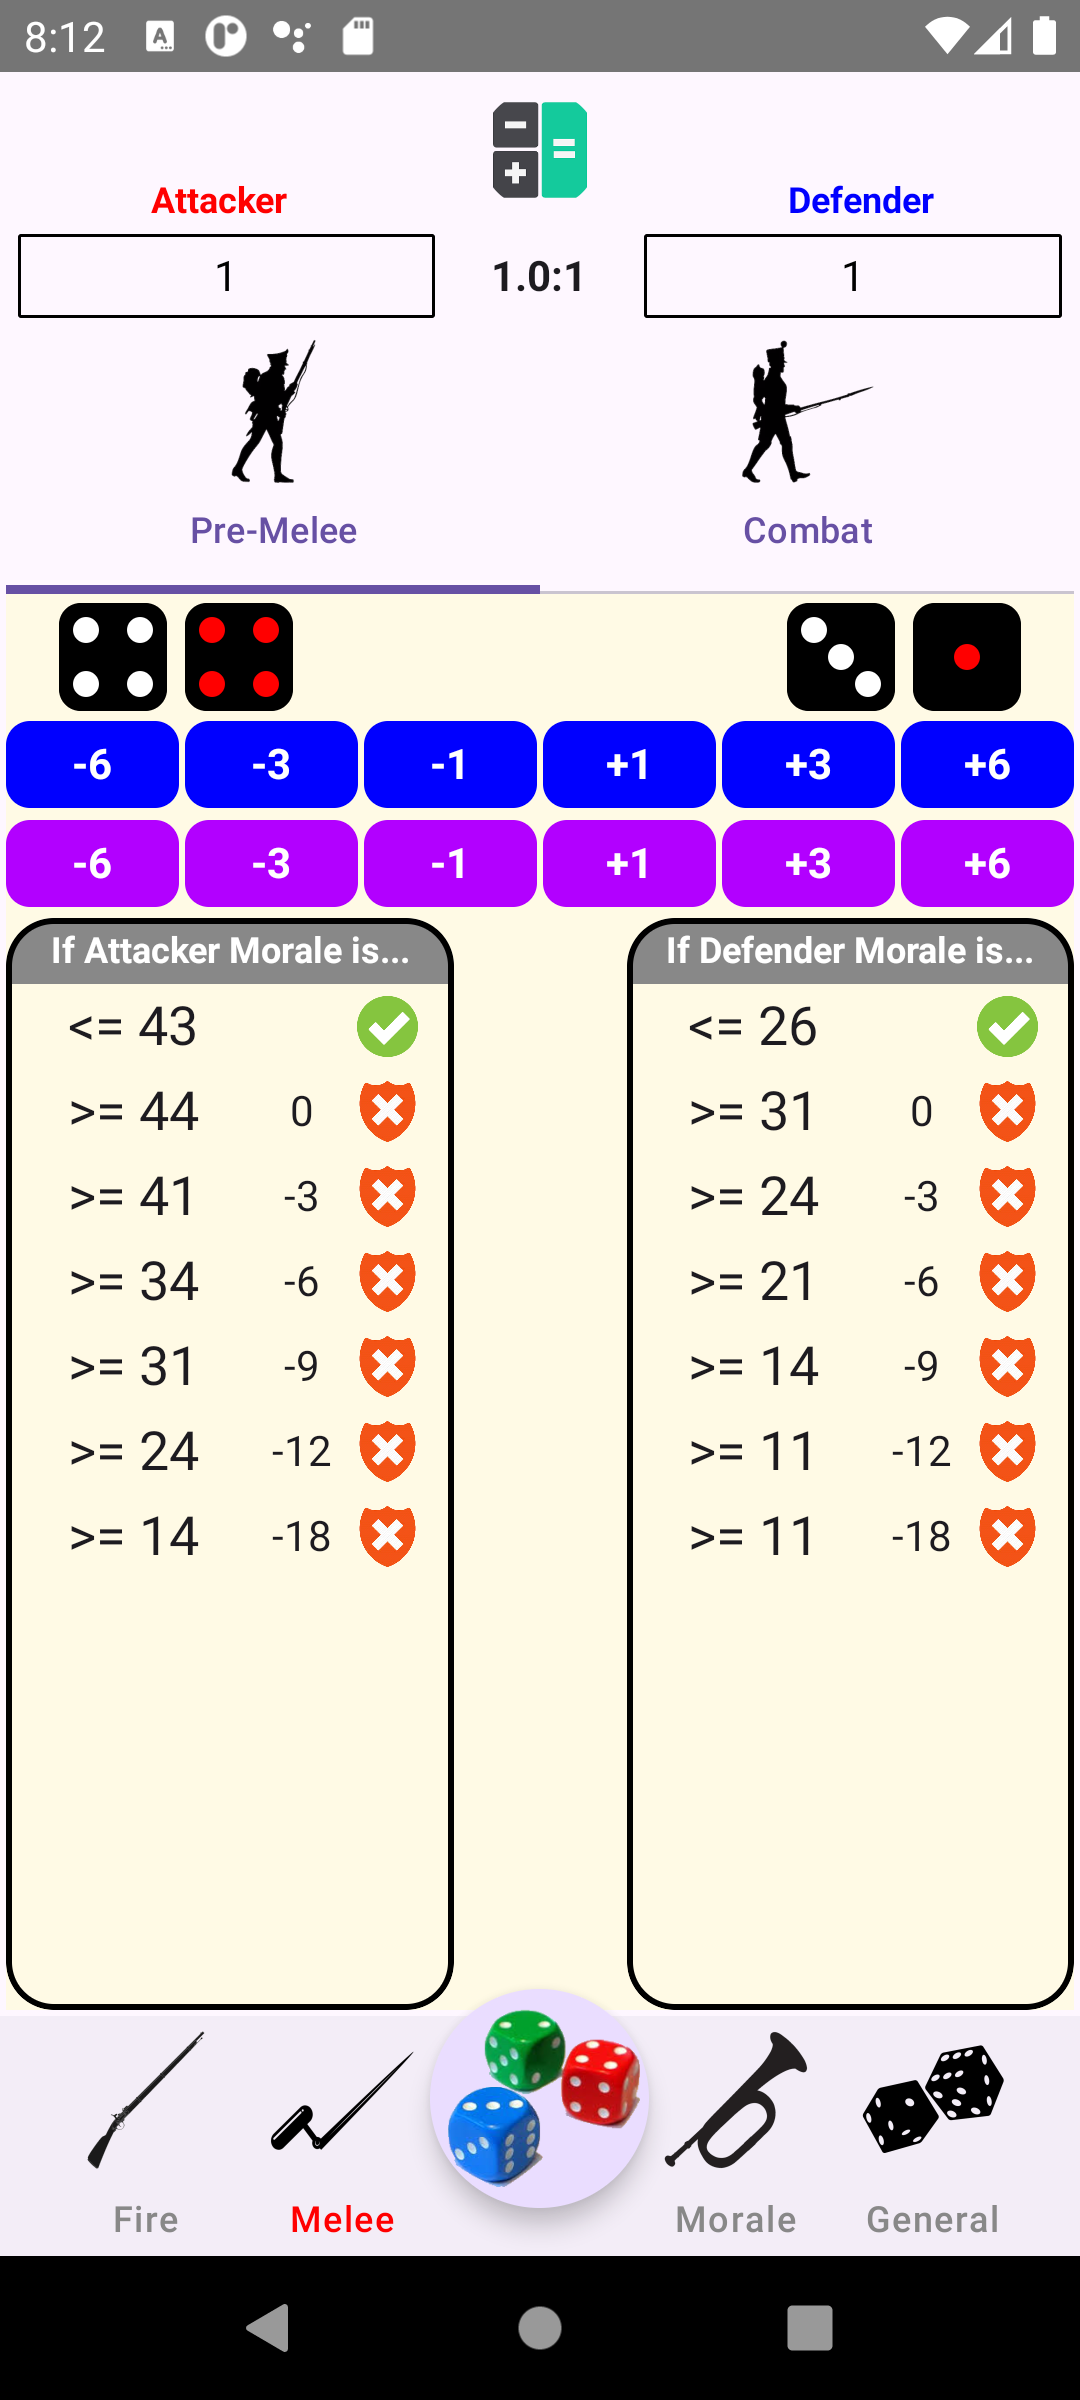 8:12
Attacker
Defender
1
1.0:1
1
Pre-Melee
Combat
-6 -3 -1 +1 +3 +6
-6 -3 -1 +1 +3 +6
If Attacker Morale is...
<= 43
>= 44 0
>= 41 -3
>= 34 -6
>= 31 -9
>= 24 -12
>= 14 -18
If Defender Morale is...
<= 26
>= 31 0
>= 24 -3
>= 21 -6
>= 14 -9
>= 11 -12
>= 11 -18
Fire
Melee
Morale
General